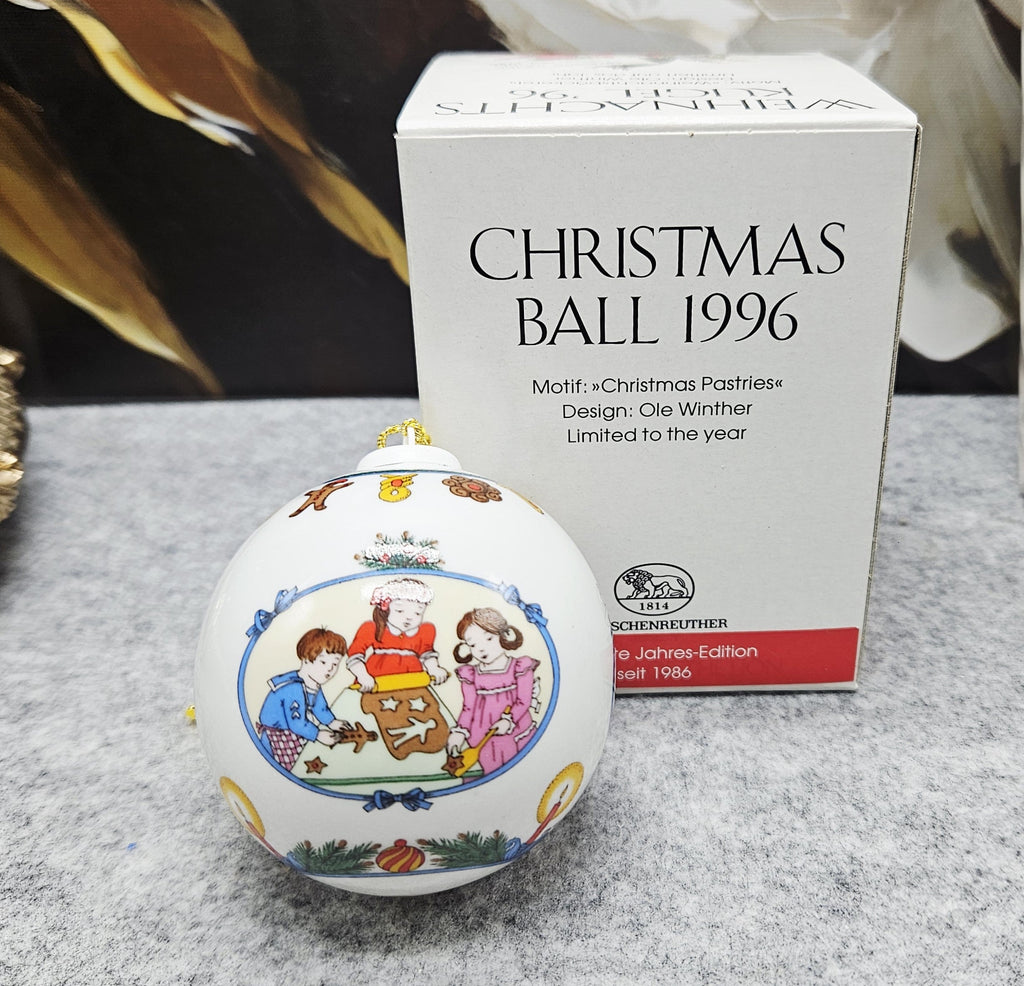 WEIHNACHTS
KUGEL '96
CHRISTMAS
BALL 1996
Motif: »Christmas Pastries«
Design: Ole Winther
Limited to the year
1814
SCHENREUTHER
te Jahres-Edition
seit 1986